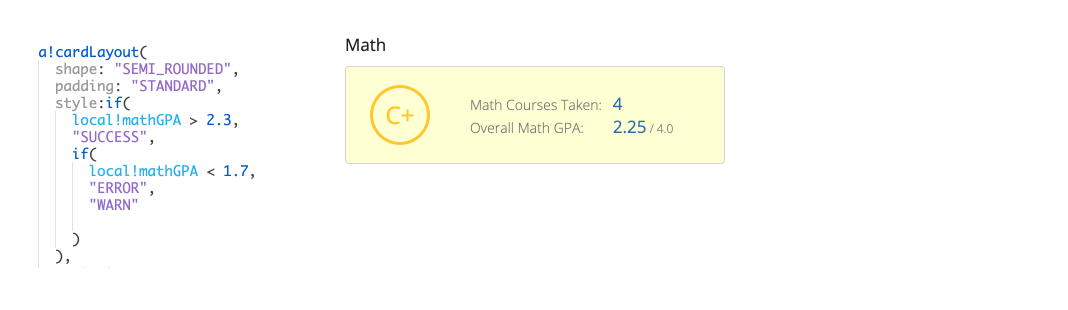 a!cardLayout(
shape: "SEMI_ROUNDED",
padding: "STANDARD",
style:if(
local!mathGPA > 2.3,
"SUCCESS",
if(
local!mathGPA < 1.7,
"ERROR",
"WARN"
)
),
Math
C+
Math Courses Taken: 4
Overall Math GPA: 2.25 / 4.0